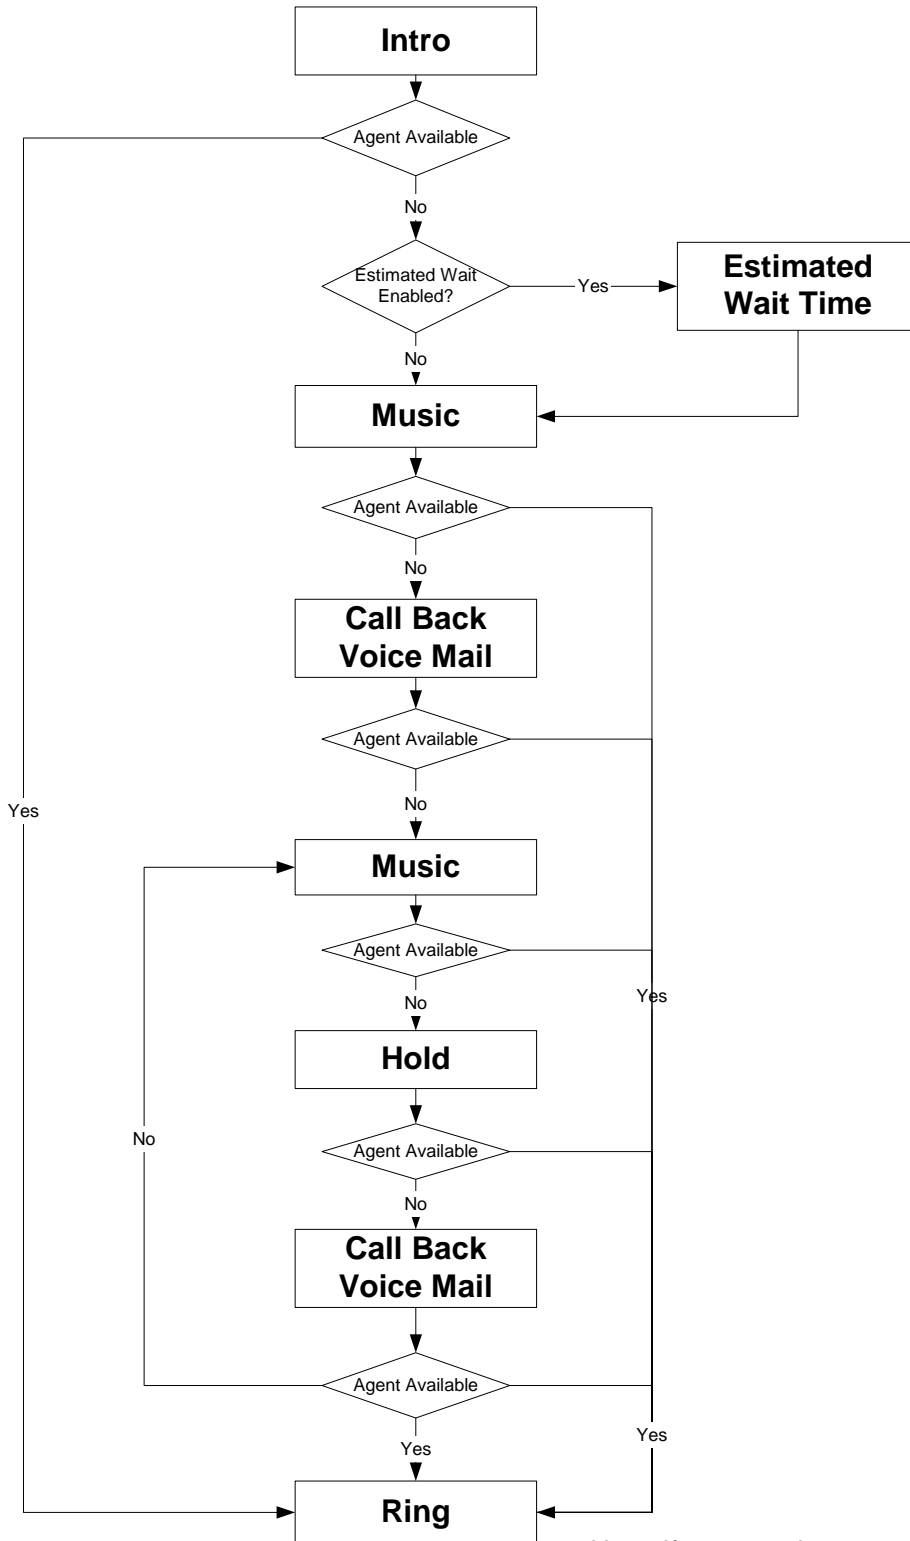 Intro
Agent Available
No
Estimated Wait
Enabled?
Yes
Estimated
Wait Time
No
Music
Agent Available
No
Call Back
Voice Mail
Agent Available
No
Yes
Music
Agent Available
Yes
No
Hold
No
Agent Available
No
Call Back
Voice Mail
Agent Available
Yes
Yes
Ring